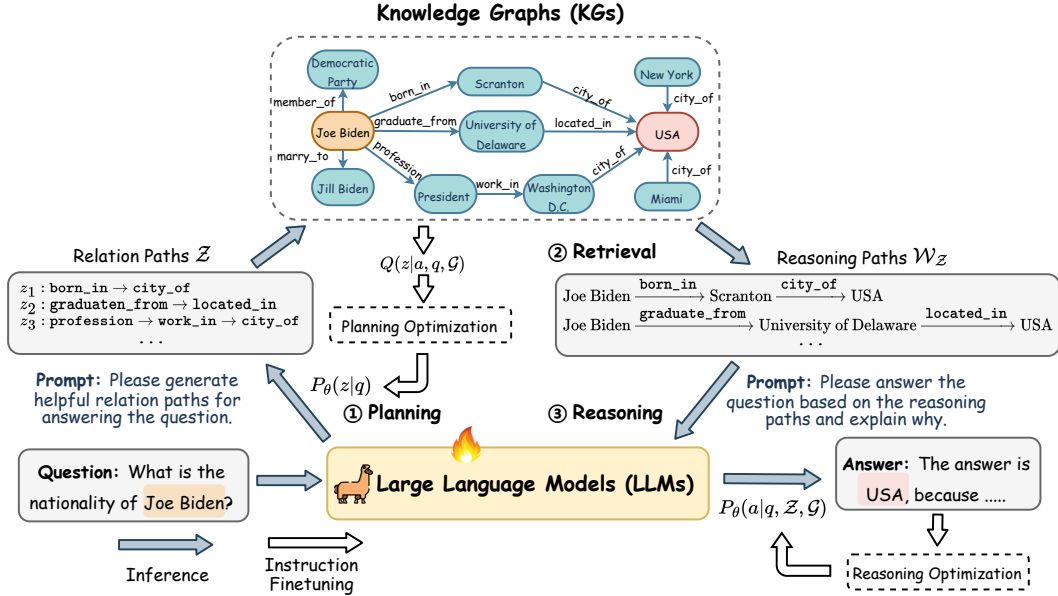 Knowledge Graphs (KGs)
Democratic
Party
member_of
Joe Biden
marry_to
Jill Biden
born_in
Scranton
city_of
graduate_from
University of
Delaware
located_in
profession
President
work_in
Washington
D.C.
city_of
New York
city_of
USA
city_of
Miami
Relation Paths 𝒵
z₁ : born_in → city_of
z₂ : graduaten_from → located_in
z₃ : profession → work_in → city_of
...
Q(z|a, q, 𝒢)
Planning Optimization
P_θ(z|q)
② Retrieval
Reasoning Paths 𝒲_𝒵
Joe Biden born_in Scranton city_of USA
Joe Biden graduate_from University of Delaware located_in USA
...
Prompt: Please generate
helpful relation paths for
answering the question.
① Planning
③ Reasoning
Prompt: Please answer the
question based on the reasoning
paths and explain why.
Question: What is the
nationality of Joe Biden?
Large Language Models (LLMs)
P_θ(a|q, 𝒵, 𝒢)
Answer: The answer is
USA, because .....
Inference
Instruction
Finetuning
Reasoning Optimization